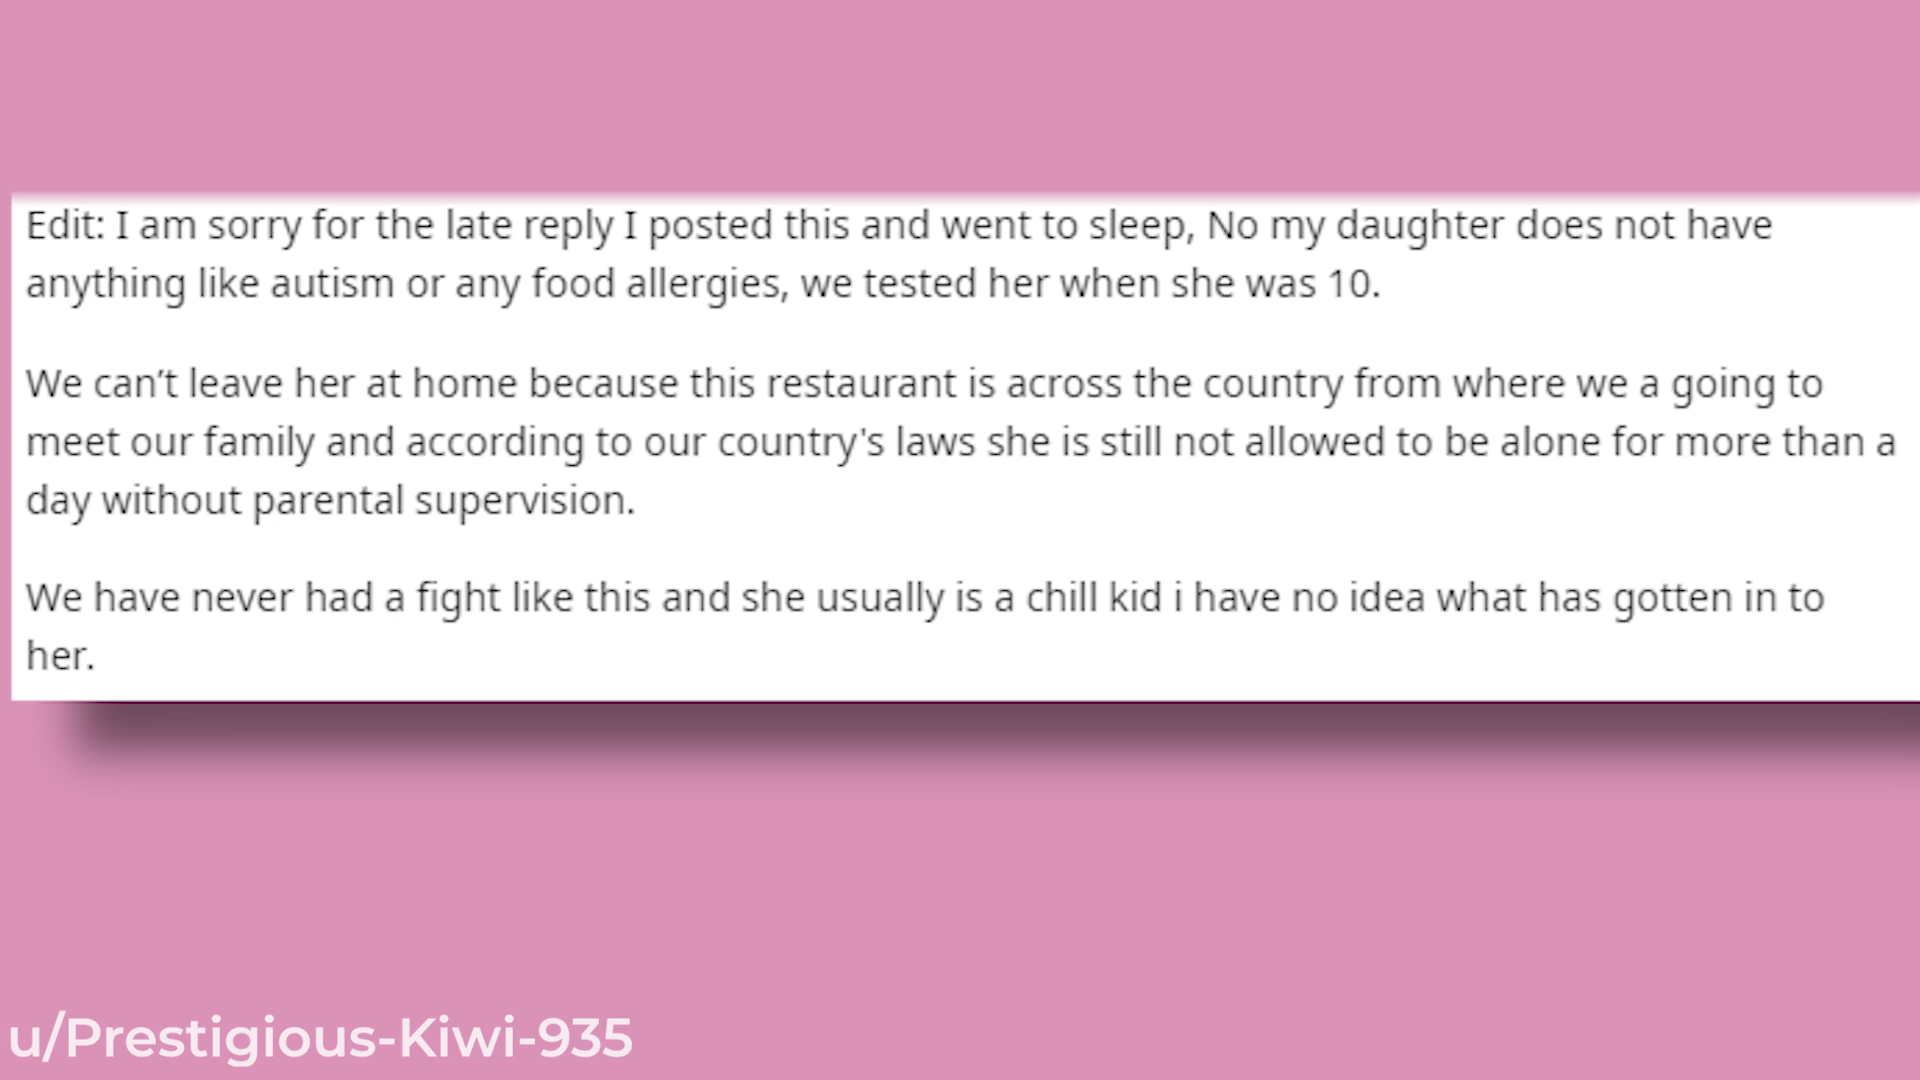 Edit: I am sorry for the late reply I posted this and went to sleep, No my daughter does not have
anything like autism or any food allergies, we tested her when she was 10.
We can’t leave her at home because this restaurant is across the country from where we a going to
meet our family and according to our country's laws she is still not allowed to be alone for more than a
day without parental supervision.
We have never had a fight like this and she usually is a chill kid i have no idea what has gotten in to
her.
u/Prestigious-Kiwi-935